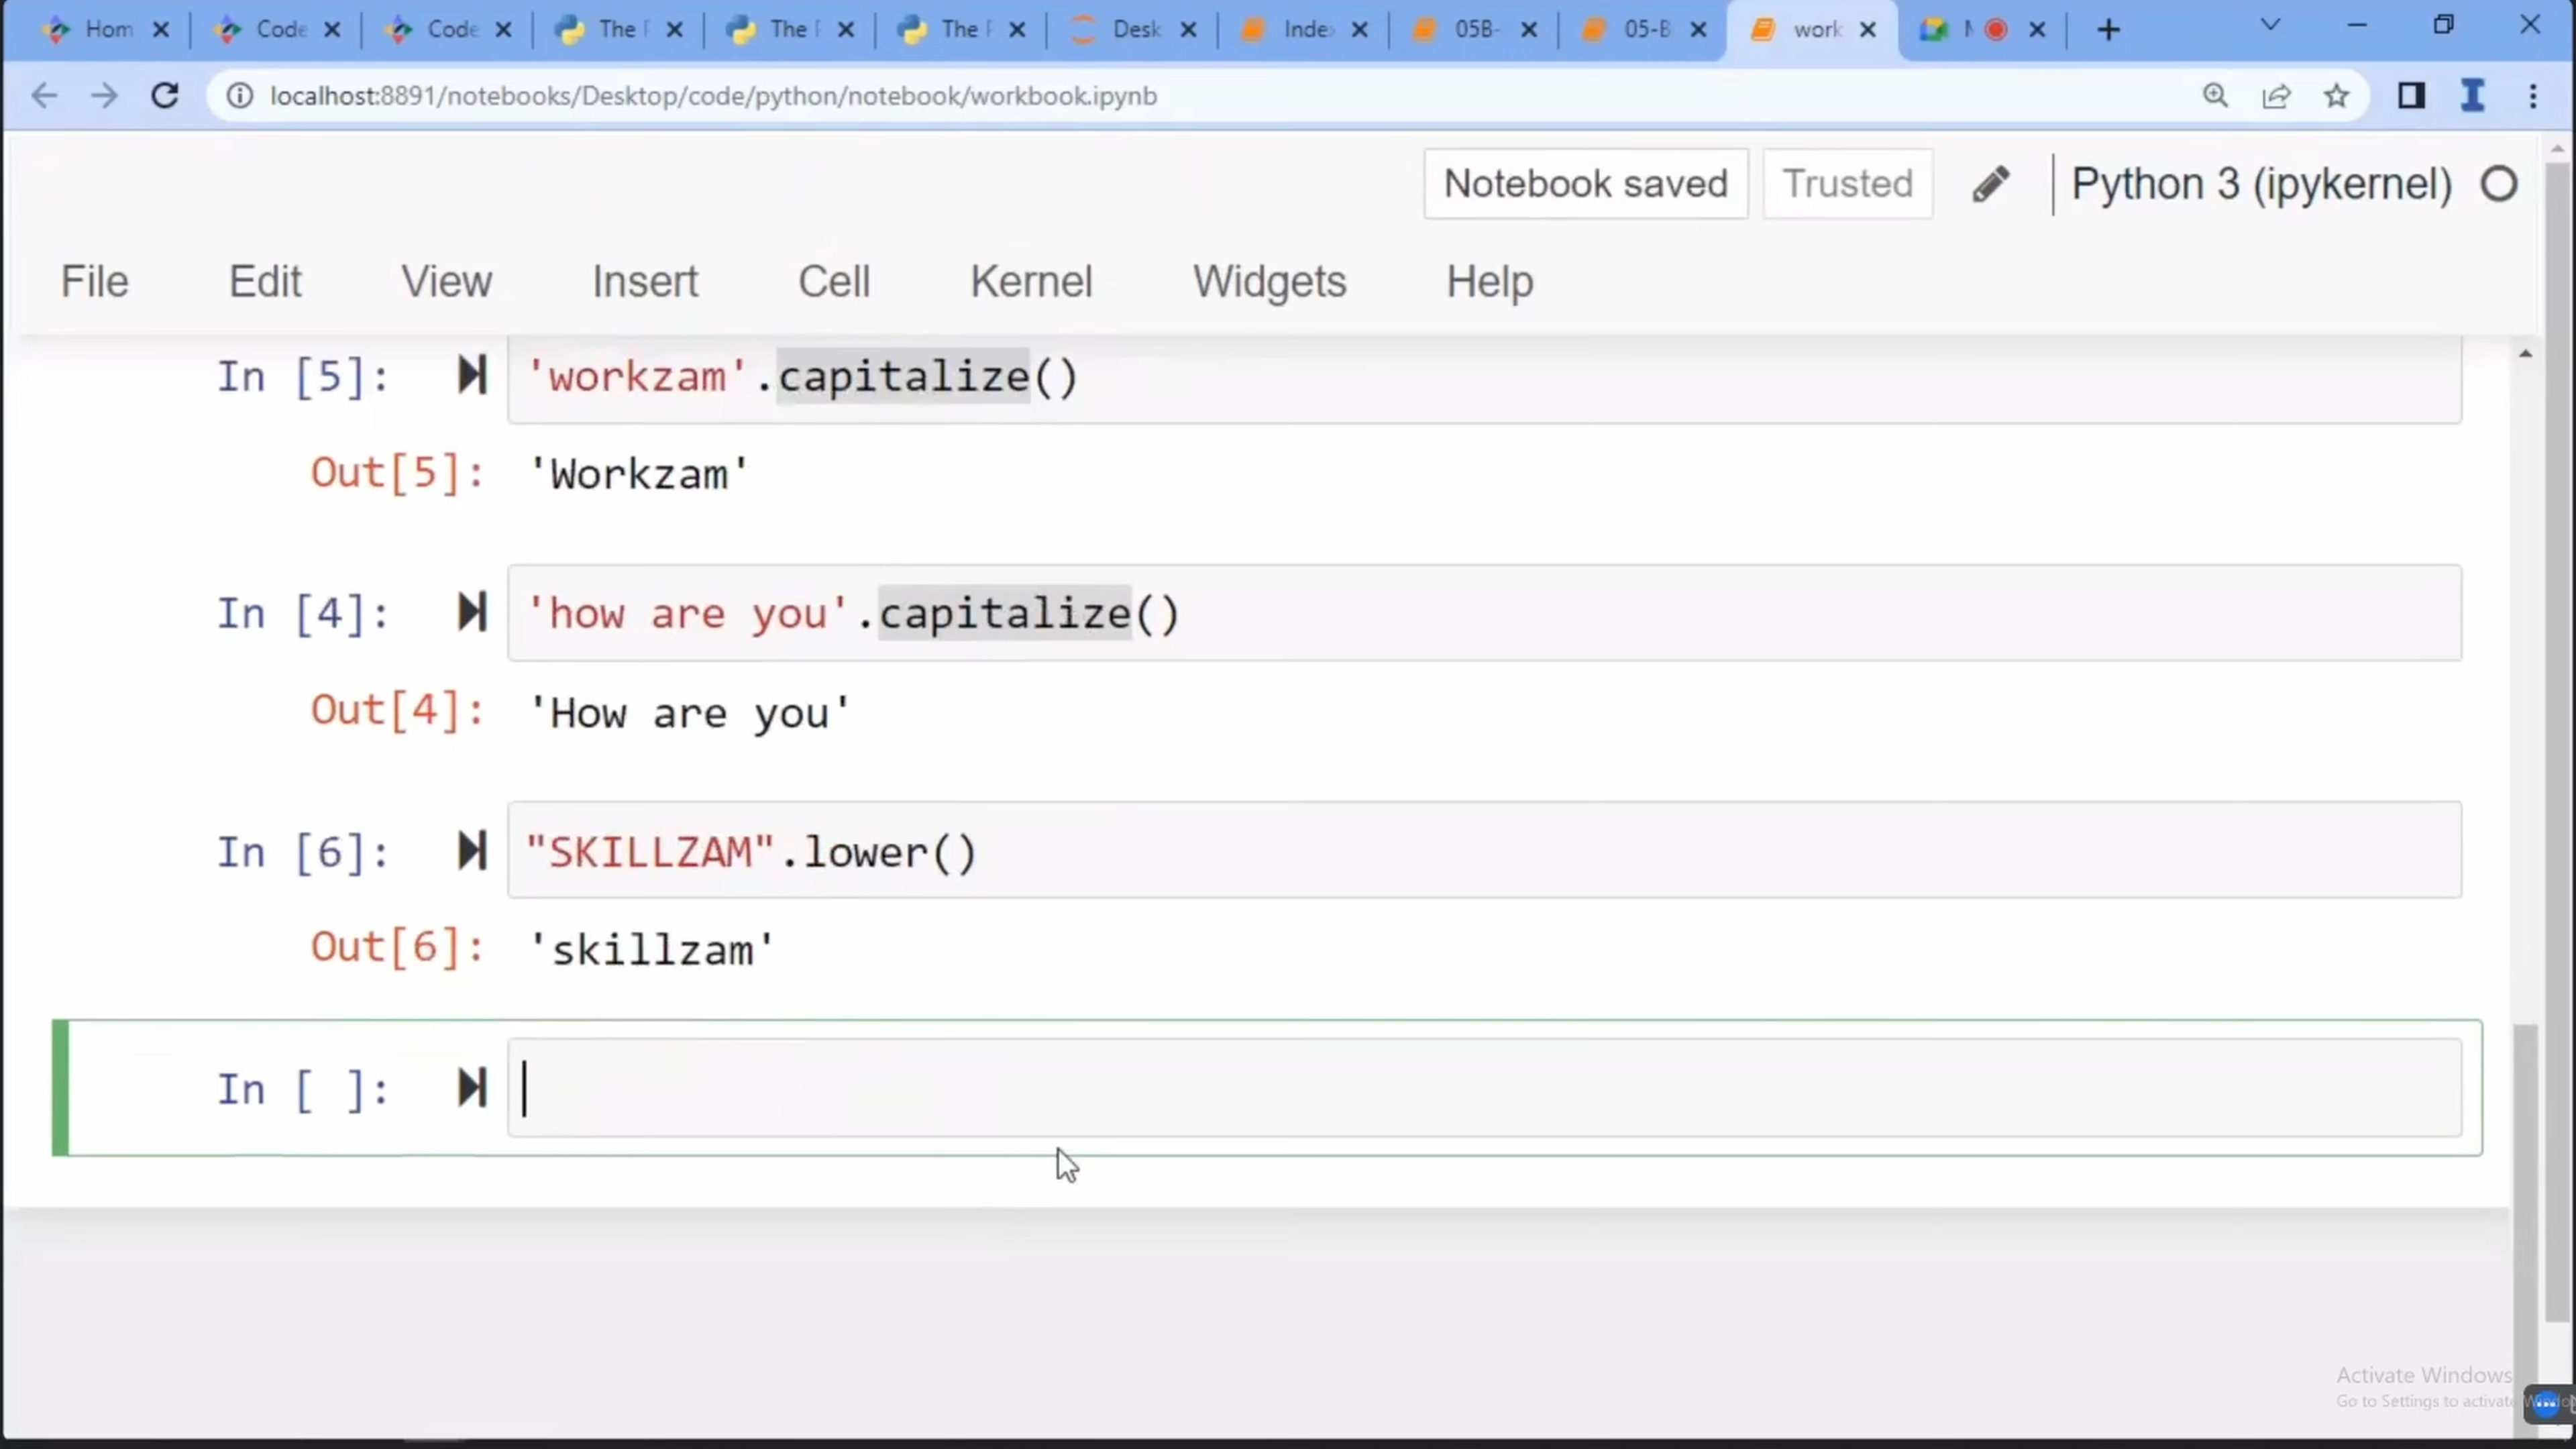 Hom
Code
Code
The
The
The
Desk
Index
05B-
05-B
work
localhost:8891/notebooks/Desktop/code/python/notebook/workbook.ipynb
Notebook saved
Trusted
Python 3 (ipykernel)
File Edit View Insert Cell Kernel Widgets Help
In [5]: 'workzam'.capitalize()
Out[5]: 'Workzam'
In [4]: 'how are you'.capitalize()
Out[4]: 'How are you'
In [6]: "SKILLZAM".lower()
Out[6]: 'skillzam'
In [ ]:
Activate Windows
Go to Settings to activate